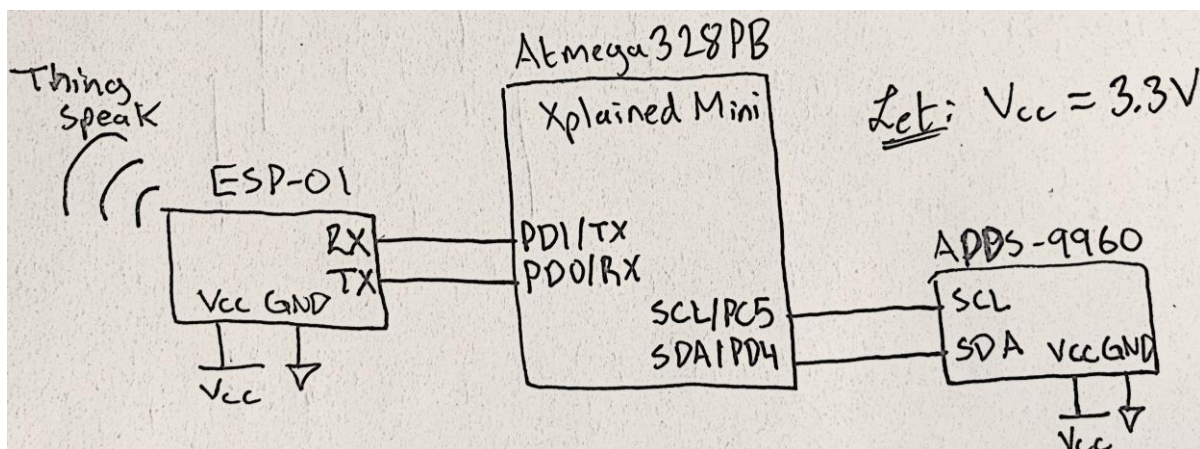 Atmega328PB
Xplained Mini
Let: Vcc = 3.3V
Thing
Speak
ESP-01
RX
TX
Vcc GND
Vcc
PD1/TX
PD0/RX
SCL/PC5
SDA/PD4
ADDS-9960
SCL
SDA
Vcc GND
Vcc